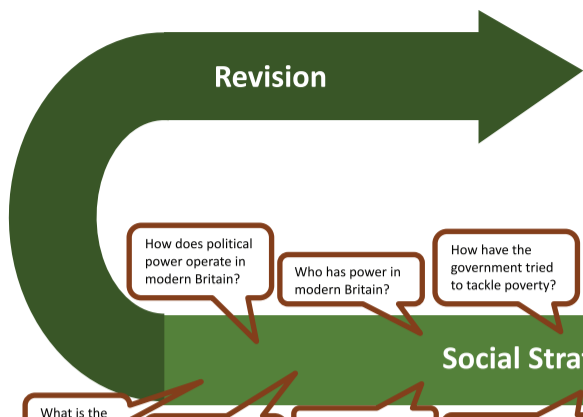 Revision
How does political
power operate in
modern Britain?
Who has power in
modern Britain?
How have the
government tried
to tackle poverty?
Social Stra
What is the